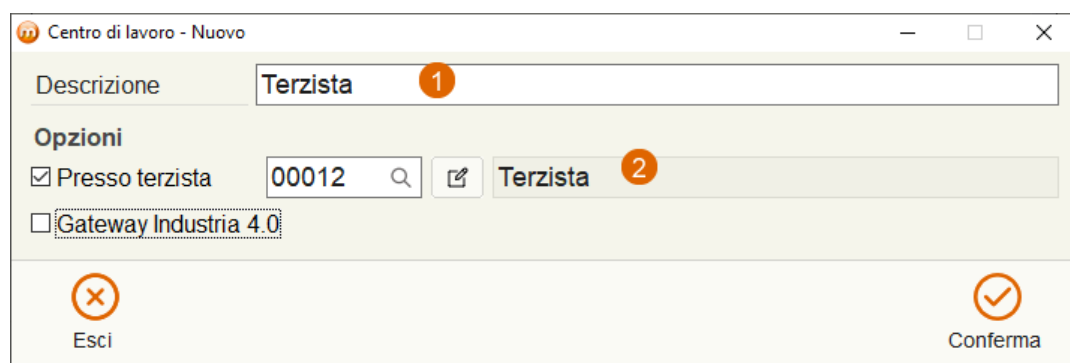 Centro di lavoro - Nuovo
Descrizione Terzista 1
Opzioni
Presso terzista 00012 Terzista 2
Gateway Industria 4.0
Esci Conferma